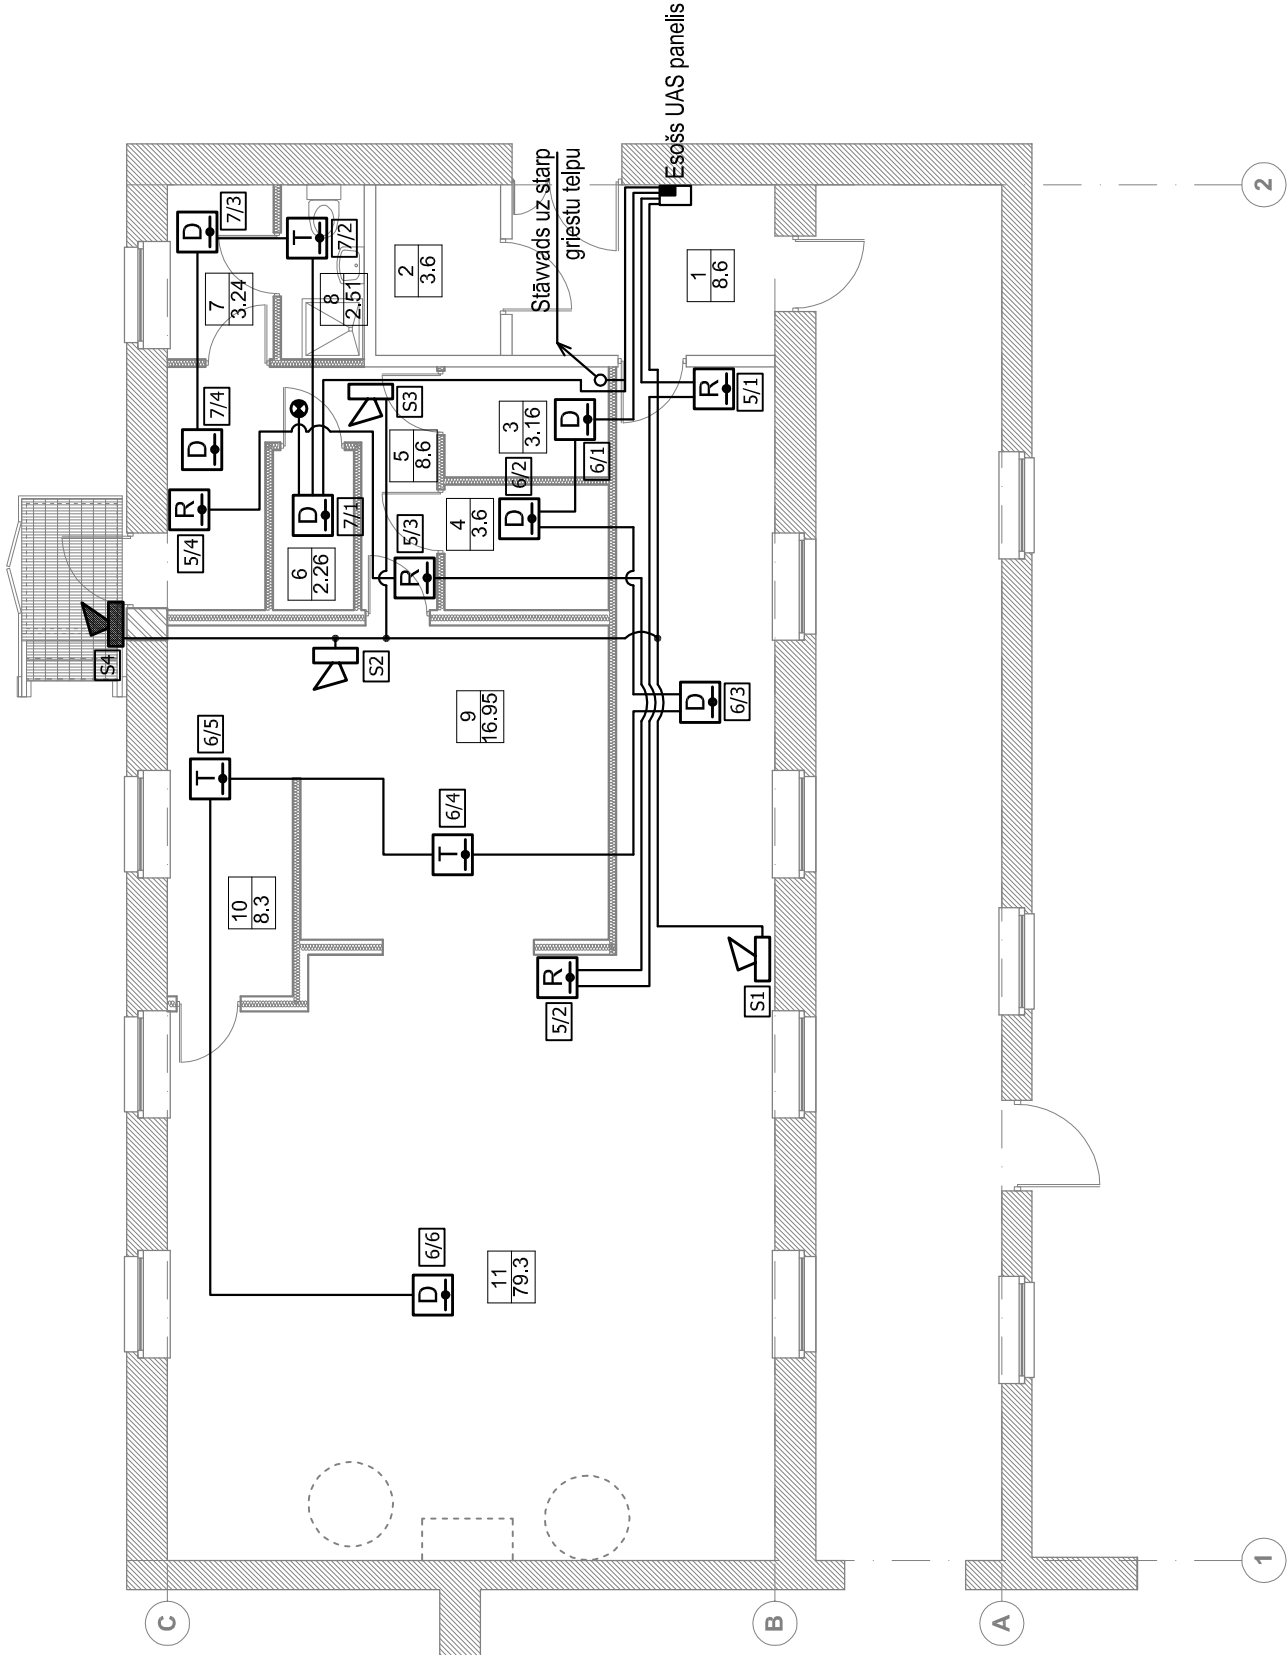 Esošs UAS panelis
Stāvvads uz starp
griestu telpu
2
D
7/3
T
7/2
7
3.24
8
2.51
2
3.6
1
8.6
D
7/4
S3
R
5/1
D
6/1
3
3.16
5
8.6
6/2
D
4
3.6
R
5/4
D
7/1
6
2.26
5/3
R
S4
S2
9
16.95
D
6/3
6/5
T
6/4
T
10
8.3
R
5/2
S1
6/6
D
11
79.3
1
C
B
A